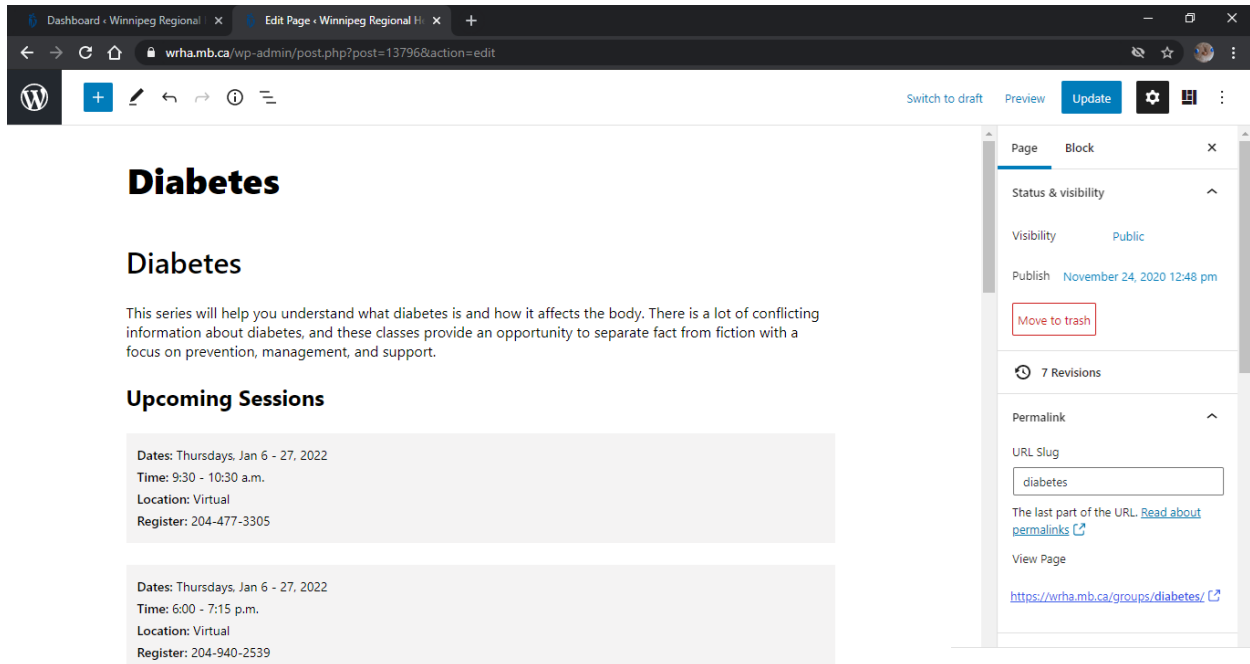 Dashboard ‹ Winnipeg Regional
Edit Page ‹ Winnipeg Regional He
wrha.mb.ca/wp-admin/post.php?post=13796&action=edit
Switch to draft
Preview
Update
Diabetes
Diabetes
This series will help you understand what diabetes is and how it affects the body. There is a lot of conflicting
information about diabetes, and these classes provide an opportunity to separate fact from fiction with a
focus on prevention, management, and support.
Upcoming Sessions
Dates: Thursdays, Jan 6 - 27, 2022
Time: 9:30 - 10:30 a.m.
Location: Virtual
Register: 204-477-3305
Dates: Thursdays, Jan 6 - 27, 2022
Time: 6:00 - 7:15 p.m.
Location: Virtual
Register: 204-940-2539
Page Block
Status & visibility
Visibility Public
Publish November 24, 2020 12:48 pm
Move to trash
7 Revisions
Permalink
URL Slug
diabetes
The last part of the URL. Read about
permalinks
View Page
https://wrha.mb.ca/groups/diabetes/